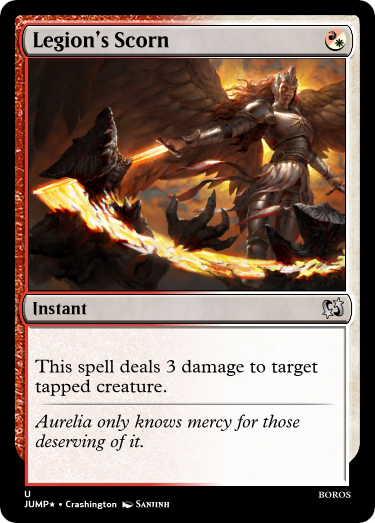 Legion's Scorn
Instant
This spell deals 3 damage to target
tapped creature.
Aurelia only knows mercy for those
deserving of it.
U
BOROS
JUMP★ • Crashington SANJINH